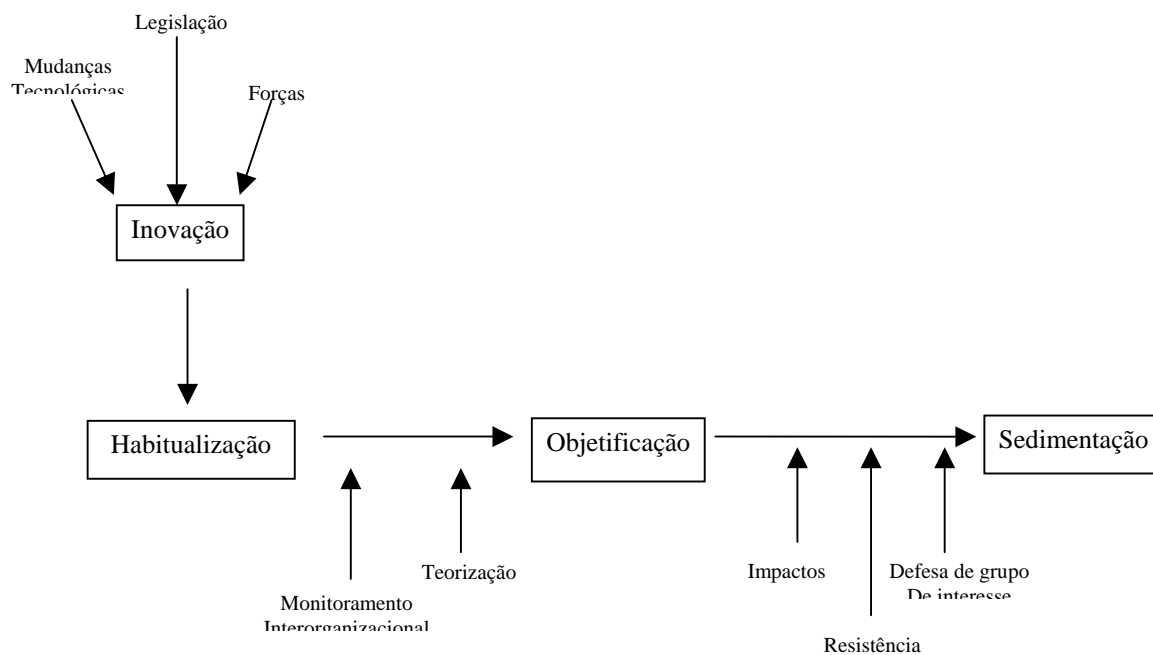 Legislação
Mudanças
Tecnológicas
Forças
Inovação
Habitualização
Objetificação
Sedimentação
Teorização
Monitoramento
Interorganizacional
Impactos
Defesa de grupo
De interesse
Resistência